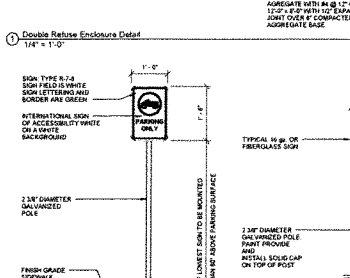 AGGREGATE WITH #4 @ 12"
12'-0" x 8'-0" WITH 1/2" EXPA
JOINT OVER 6" COMPACTED
AGGREGATE BASE
1 Double Refuse Enclosure Detail
1/4" = 1'-0"
1'-0"
SIGN: TYPE R-7-8
SIGN FIELD IS WHITE
SIGN LETTERING AND
BORDER ARE GREEN
INTERNATIONAL SIGN
OF ACCESSIBILITY WHITE
ON A WHITE
BACKGROUND
PARKING
ONLY
1'-6"
TYPICAL 16 ga. OR
FIBERGLASS SIGN
2 3/8" DIAMETER
GALVANIZED
POLE
LOWEST SIGN TO BE MOUNTED
AN 60" ABOVE PARKING SURFACE
2 3/8" DIAMETER
GALVANIZED POLE.
PAINT PROVIDE
AND
INSTALL SOLID CAP
ON TOP OF POST
FINISH GRADE
SIDEWALK